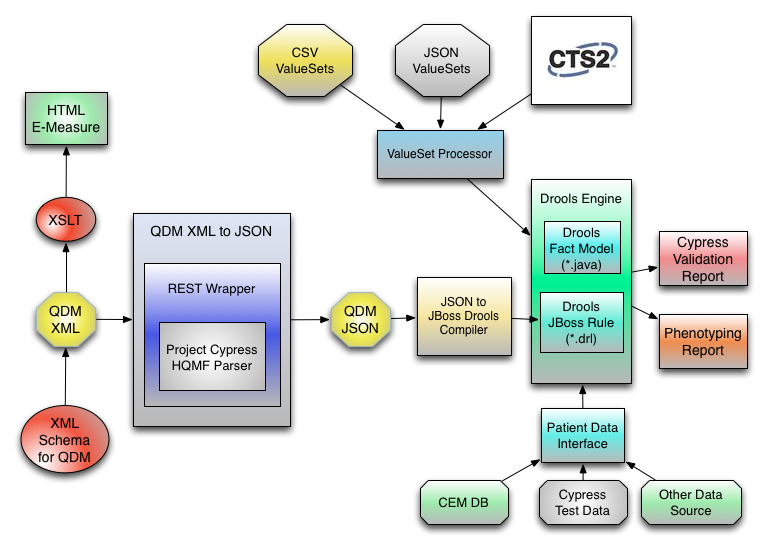 CSV
ValueSets
JSON
ValueSets
CTS2
HTML
E-Measure
ValueSet Processor
XSLT
QDM XML to JSON
REST Wrapper
Project Cypress
HQMF Parser
QDM
XML
QDM
JSON
JSON to
JBoss Drools
Compiler
Drools Engine
Drools
Fact Model
(*.java)
Drools
JBoss Rule
(*.drl)
Cypress
Validation
Report
Phenotyping
Report
XML
Schema
for QDM
Patient Data
Interface
CEM DB
Cypress
Test Data
Other Data
Source